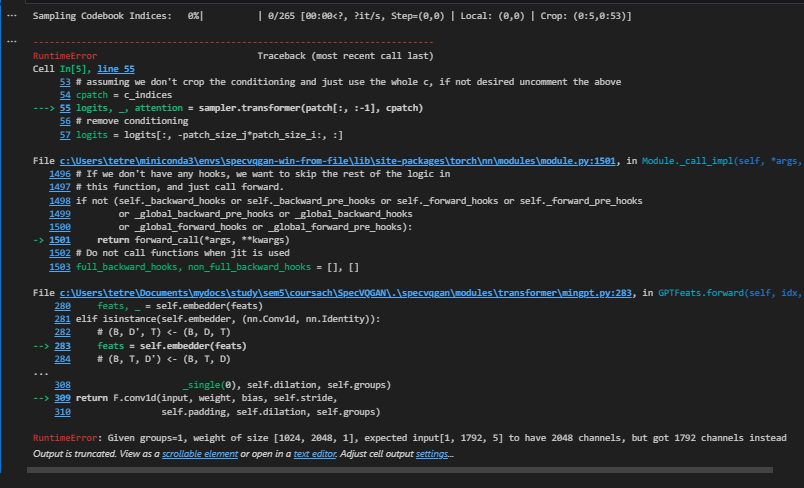 Sampling Codebook Indices:   0%|          | 0/265 [00:00<?, ?it/s, Step=(0,0) | Local: (0,0) | Crop: (0:5,0:53)]
---------------------------------------------------------------------------
RuntimeError                              Traceback (most recent call last)
Cell In[5], line 55
     53 # assuming we don't crop the conditioning and just use the whole c, if not desired uncomment the above
     54 cpatch = c_indices
---> 55 logits, _, attention = sampler.transformer(patch[:, :-1], cpatch)
     56 # remove conditioning
     57 logits = logits[:, -patch_size_j*patch_size_i:, :]
File c:\Users\tetre\miniconda3\envs\specvqgan-win-from-file\lib\site-packages\torch\nn\modules\module.py:1501, in Module._call_impl(self, *args,
   1496 # If we don't have any hooks, we want to skip the rest of the logic in
   1497 # this function, and just call forward.
   1498 if not (self._backward_hooks or self._backward_pre_hooks or self._forward_hooks or self._forward_pre_hooks
   1499         or _global_backward_pre_hooks or _global_backward_hooks
   1500         or _global_forward_hooks or _global_forward_pre_hooks):
-> 1501     return forward_call(*args, **kwargs)
   1502 # Do not call functions when jit is used
   1503 full_backward_hooks, non_full_backward_hooks = [], []
File c:\Users\tetre\Documents\mydocs\study\sem5\coursach\SpecVQGAN\.\specvqgan\modules\transformer\mingpt.py:283, in GPTFeats.forward(self, idx,
    280     feats, _ = self.embedder(feats)
    281 elif isinstance(self.embedder, (nn.Conv1d, nn.Identity)):
    282     # (B, D', T) <- (B, D, T)
--> 283     feats = self.embedder(feats)
    284     # (B, T, D') <- (B, T, D)
...
    308                     _single(0), self.dilation, self.groups)
--> 309 return F.conv1d(input, weight, bias, self.stride,
    310                 self.padding, self.dilation, self.groups)
RuntimeError: Given groups=1, weight of size [1024, 2048, 1], expected input[1, 1792, 5] to have 2048 channels, but got 1792 channels instead
Output is truncated. View as a scrollable element or open in a text editor. Adjust cell output settings...